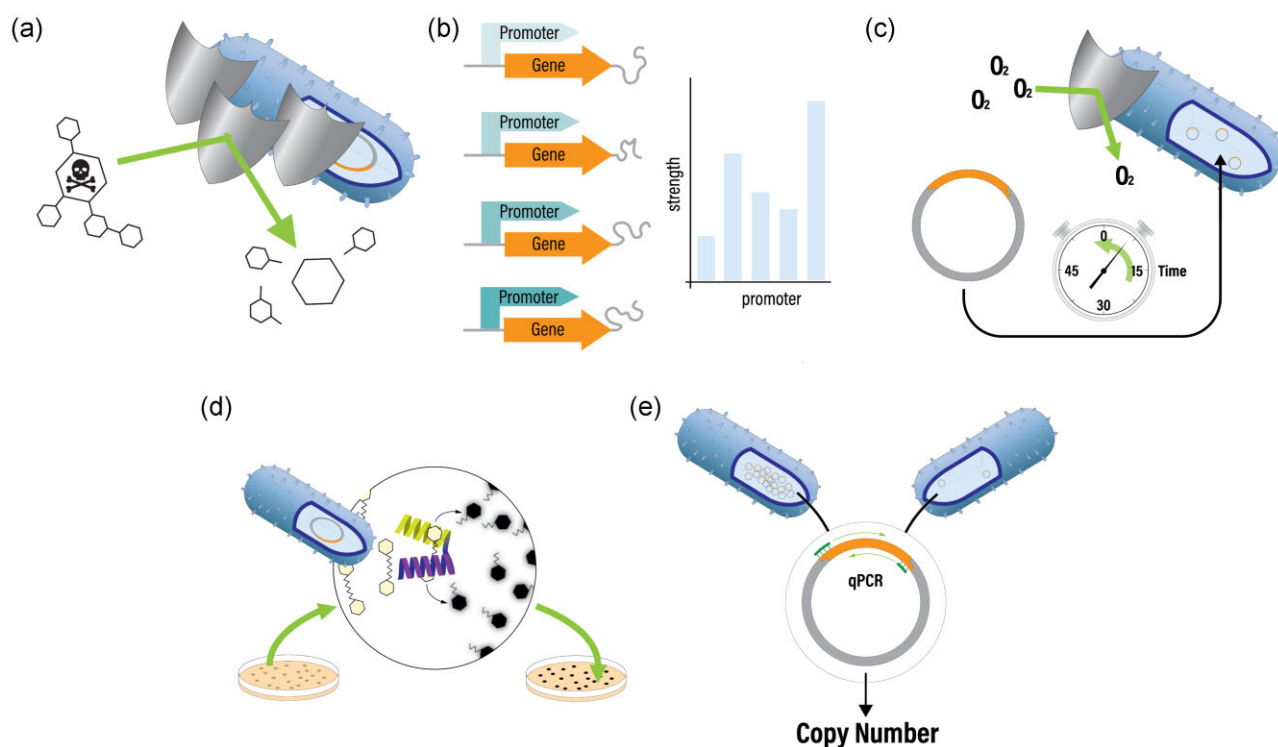 (a)
(b)
Promoter
Gene
Promoter
Gene
Promoter
Gene
Promoter
Gene
strength
promoter
(c)
O2
O2
O2
O2
0
15
30
45
Time
(d)
(e)
qPCR
Copy Number